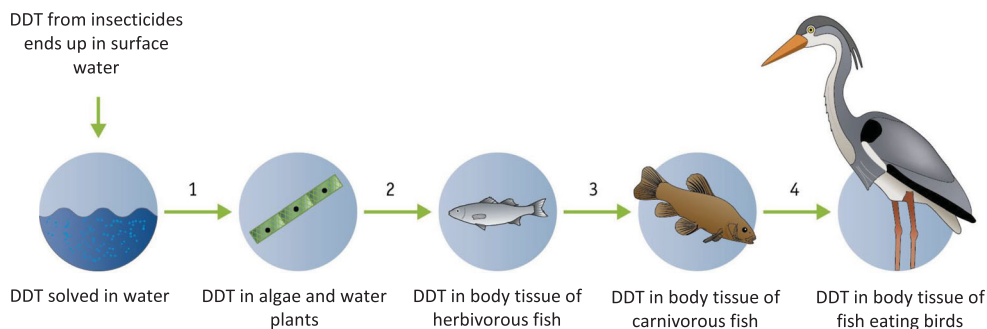 DDT from insecticides
ends up in surface
water
1
2
3
4
DDT solved in water
DDT in algae and water
plants
DDT in body tissue of
herbivorous fish
DDT in body tissue of
carnivorous fish
DDT in body tissue of
fish eating birds